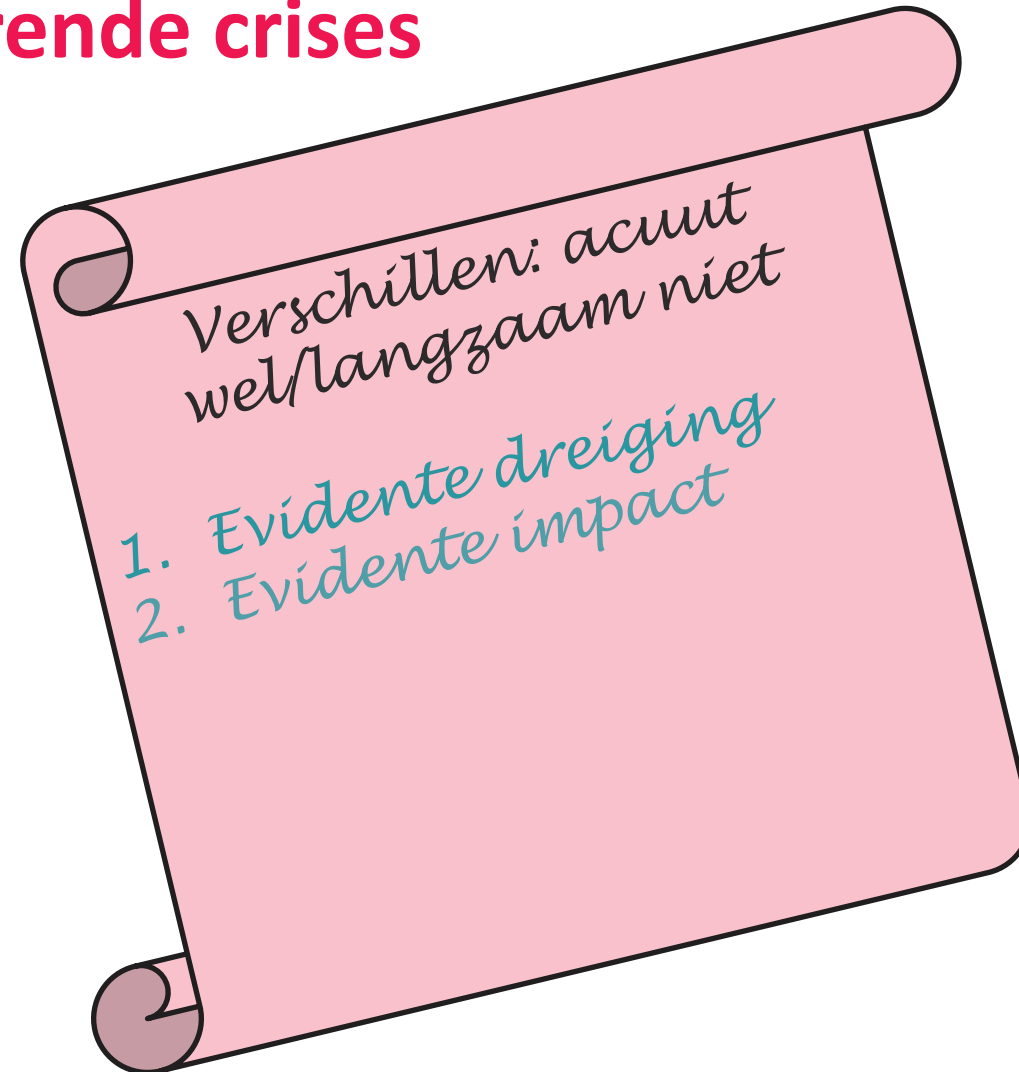 rende crises
Verschillen: acuut
wel/langzaam niet
1. Evidente dreiging
2. Evidente impact